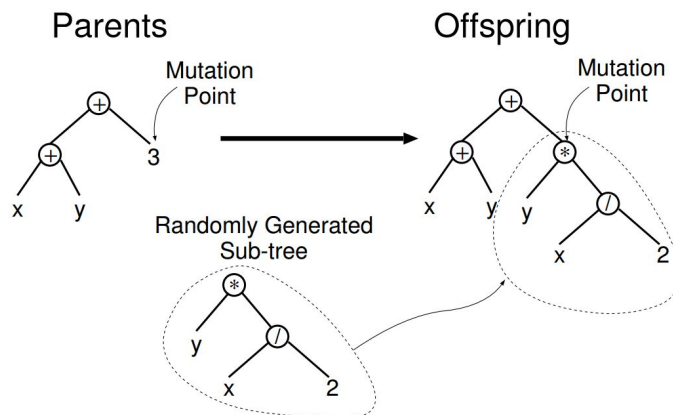 Parents
Offspring
Mutation
Point
Mutation
Point
+
+
3
x
y
+
+
*
x
y
y
/
x
2
Randomly Generated
Sub-tree
*
y
/
x
2